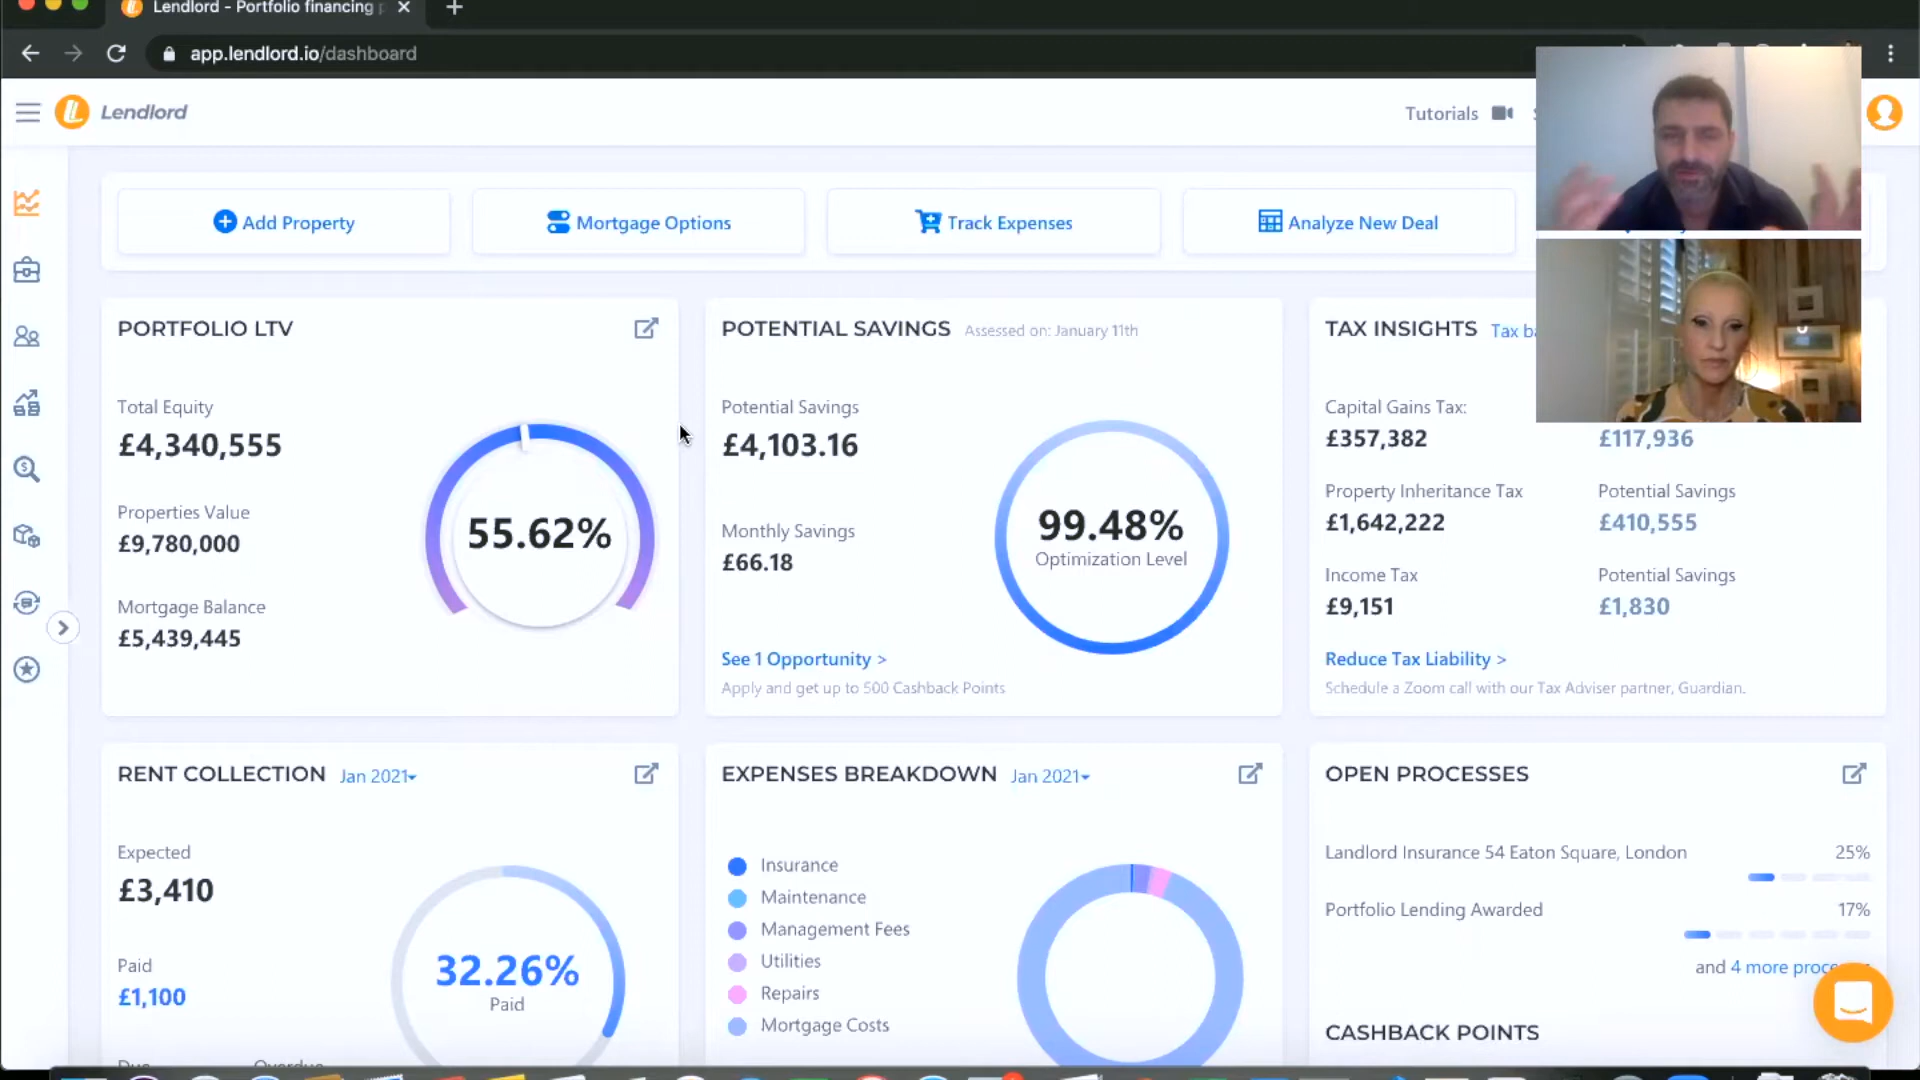 Lendlord - Portfolio financing
app.lendlord.io/dashboard
Lendlord
Tutorials
Add Property
Mortgage Options
Track Expenses
Analyze New Deal
PORTFOLIO LTV
Total Equity
£4,340,555
Properties Value
£9,780,000
Mortgage Balance
£5,439,445
55.62%
POTENTIAL SAVINGS Assessed on: January 11th
Potential Savings
£4,103.16
Monthly Savings
£66.18
99.48%
Optimization Level
See 1 Opportunity >
Apply and get up to 500 Cashback Points
TAX INSIGHTS Tax
Capital Gains Tax:
£357,382
£117,936
Property Inheritance Tax
Potential Savings
£1,642,222
£410,555
Income Tax
Potential Savings
£9,151
£1,830
Reduce Tax Liability >
Schedule a Zoom call with our Tax Adviser partner, Guardian.
RENT COLLECTION Jan 2021
Expected
£3,410
Paid
£1,100
32.26%
Paid
EXPENSES BREAKDOWN Jan 2021
Insurance
Maintenance
Management Fees
Utilities
Repairs
Mortgage Costs
OPEN PROCESSES
Landlord Insurance 54 Eaton Square, London 25%
Portfolio Lending Awarded 17%
and 4 more
CASHBACK POINTS